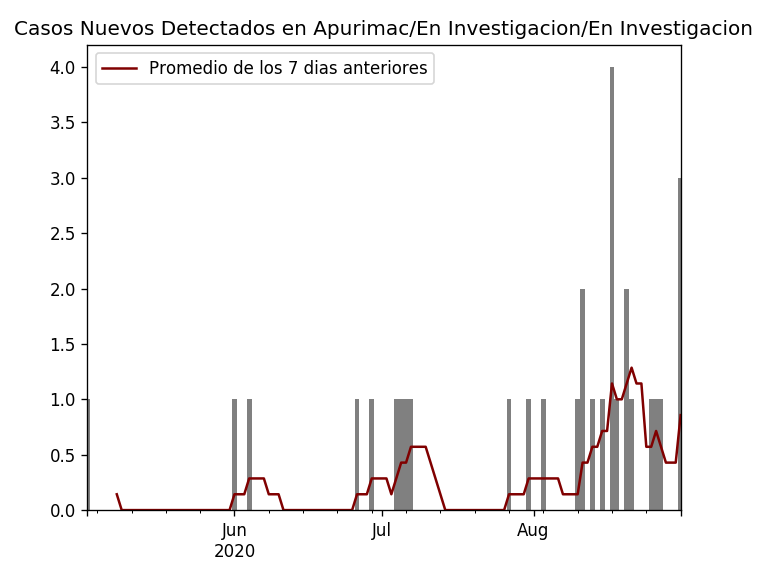 Casos Nuevos Detectados en Apurimac/En Investigacion/En Investigacion
Promedio de los 7 dias anteriores
4.0
3.5
3.0
2.5
2.0
1.5
1.0
0.5
0.0
Jun
2020
Jul
Aug